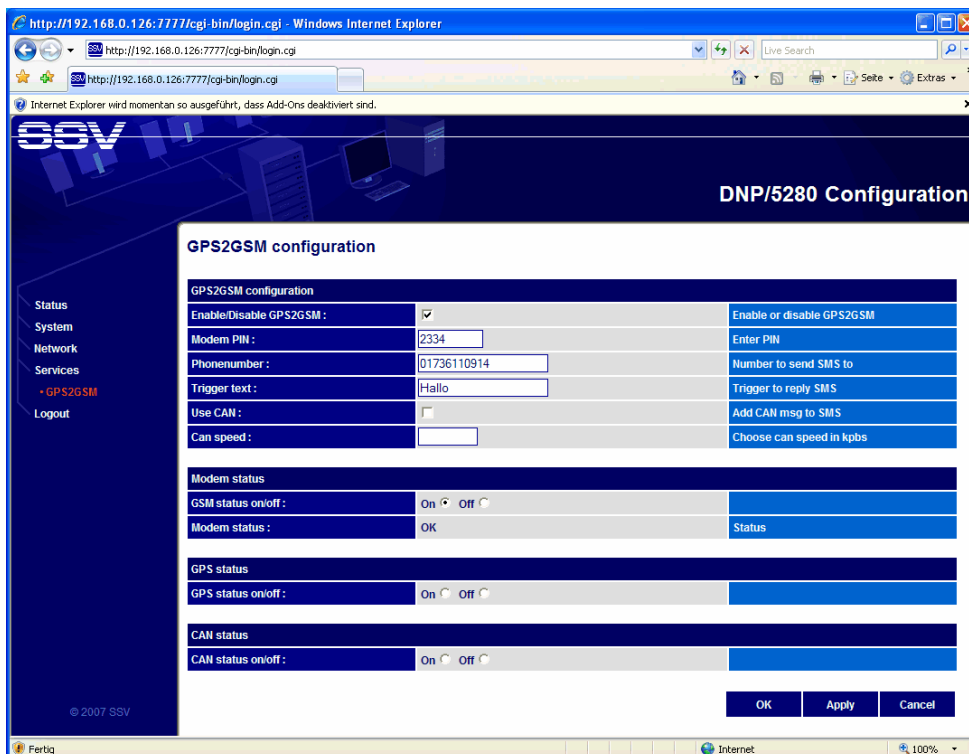 http://192.168.0.126:7777/cgi-bin/login.cgi - Windows Internet Explorer
http://192.168.0.126:7777/cgi-bin/login.cgi
Live Search
http://192.168.0.126:7777/cgi-bin/login.cgi
Seite
Extras
Internet Explorer wird momentan so ausgeführt, dass Add-Ons deaktiviert sind.
SSV
DNP/5280 Configuration
Status
System
Network
Services
GPS2GSM
Logout
© 2007 SSV
GPS2GSM configuration
GPS2GSM configuration
Enable/Disable GPS2GSM : Enable or disable GPS2GSM
Modem PIN : 2334 Enter PIN
Phonenumber : 01736110914 Number to send SMS to
Trigger text : Hallo Trigger to reply SMS
Use CAN : Add CAN msg to SMS
Can speed : Choose can speed in kpbs
Modem status
GSM status on/off : On Off
Modem status : OK Status
GPS status
GPS status on/off : On Off
CAN status
CAN status on/off : On Off
OK Apply Cancel
Fertig Internet 100%